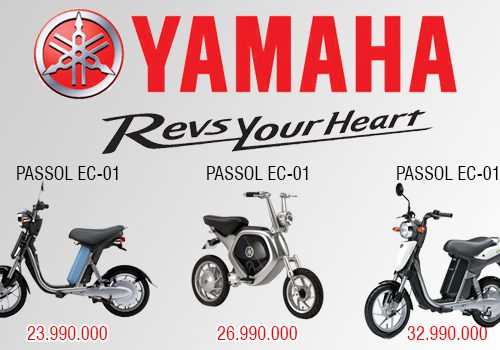 YAMAHA
Revs Your Heart
PASSOL EC-01 PASSOL EC-01 PASSOL EC-01
23.990.000 26.990.000 32.990.000